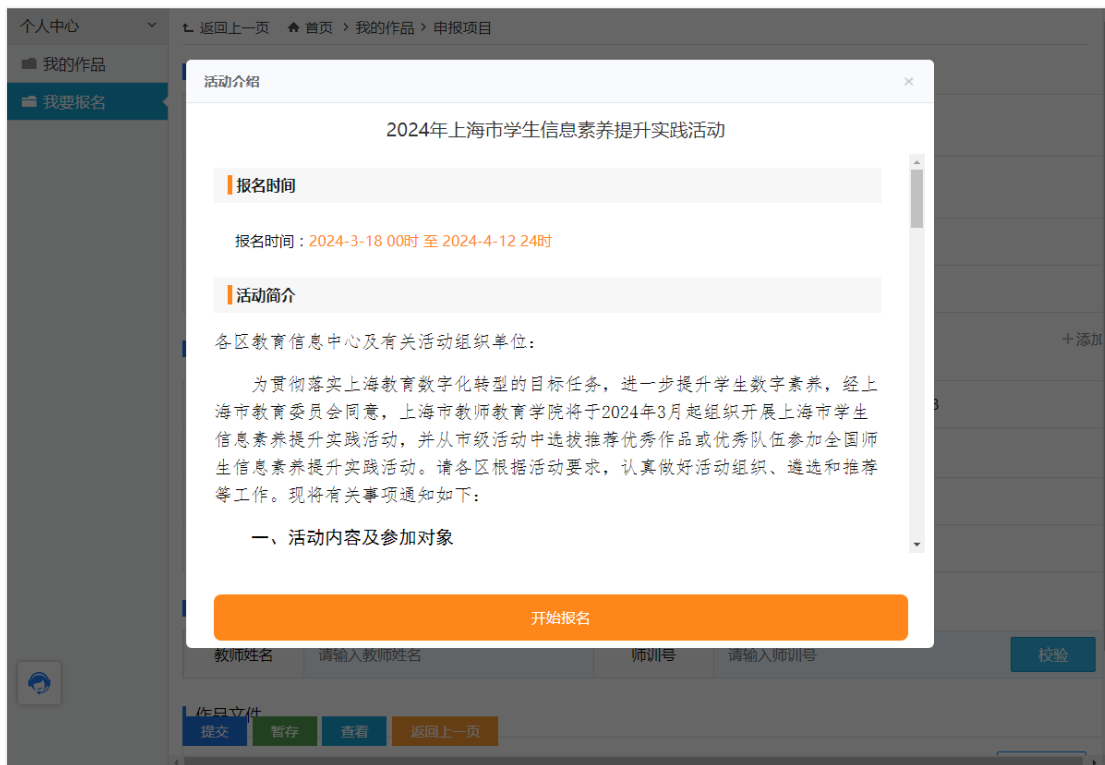 个人中心
返回上一页 首页 > 我的作品 > 申报项目
我的作品
我要报名
活动介绍
×
2024年上海市学生信息素养提升实践活动
报名时间
报名时间：2024-3-18 00时 至 2024-4-12 24时
活动简介
各区教育信息中心及有关活动组织单位：
为贯彻落实上海教育数字化转型的目标任务，进一步提升学生数字素养，经上
海市教育委员会同意，上海市教师教育学院将于2024年3月起组织开展上海市学生
信息素养提升实践活动，并从市级活动中选拔推荐优秀作品或优秀队伍参加全国师
生信息素养提升实践活动。请各区根据活动要求，认真做好活动组织、遴选和推荐
等工作。现将有关事项通知如下：
一、活动内容及参加对象
+添加
开始报名
教师姓名 请输入教师姓名 师训号 请输入师训号 校验
作品文件
提交 暂存 查看 返回上一页